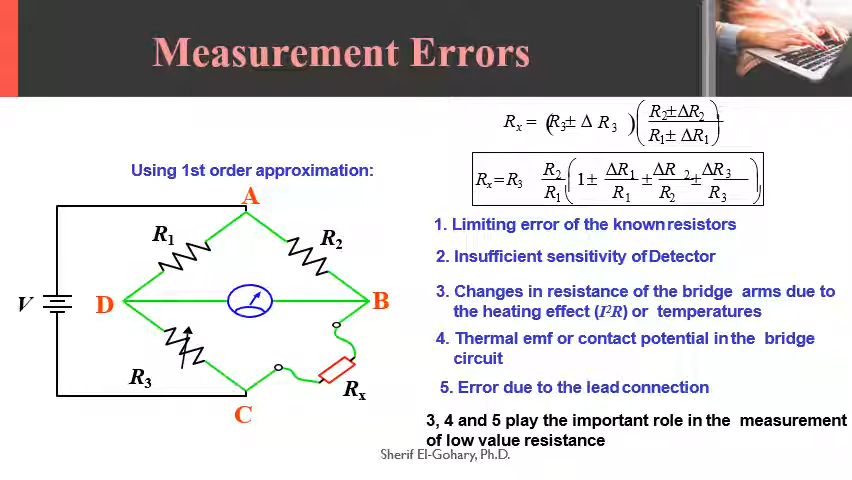 Measurement Errors
Rx = (R3 ± Δ R3) (R2 ± ΔR2 / R1 ± ΔR1)
Using 1st order approximation:
Rx = R3 R2/R1 (1 ± ΔR1/R1 ± ΔR2/R2 ± ΔR3/R3)
1. Limiting error of the known resistors
2. Insufficient sensitivity of Detector
3. Changes in resistance of the bridge arms due to
the heating effect (I²R) or temperatures
4. Thermal emf or contact potential in the bridge
circuit
5. Error due to the lead connection
3, 4 and 5 play the important role in the measurement
of low value resistance
A
R1
R2
V
D
B
R3
Rx
C
Sherif El-Gohary, Ph.D.